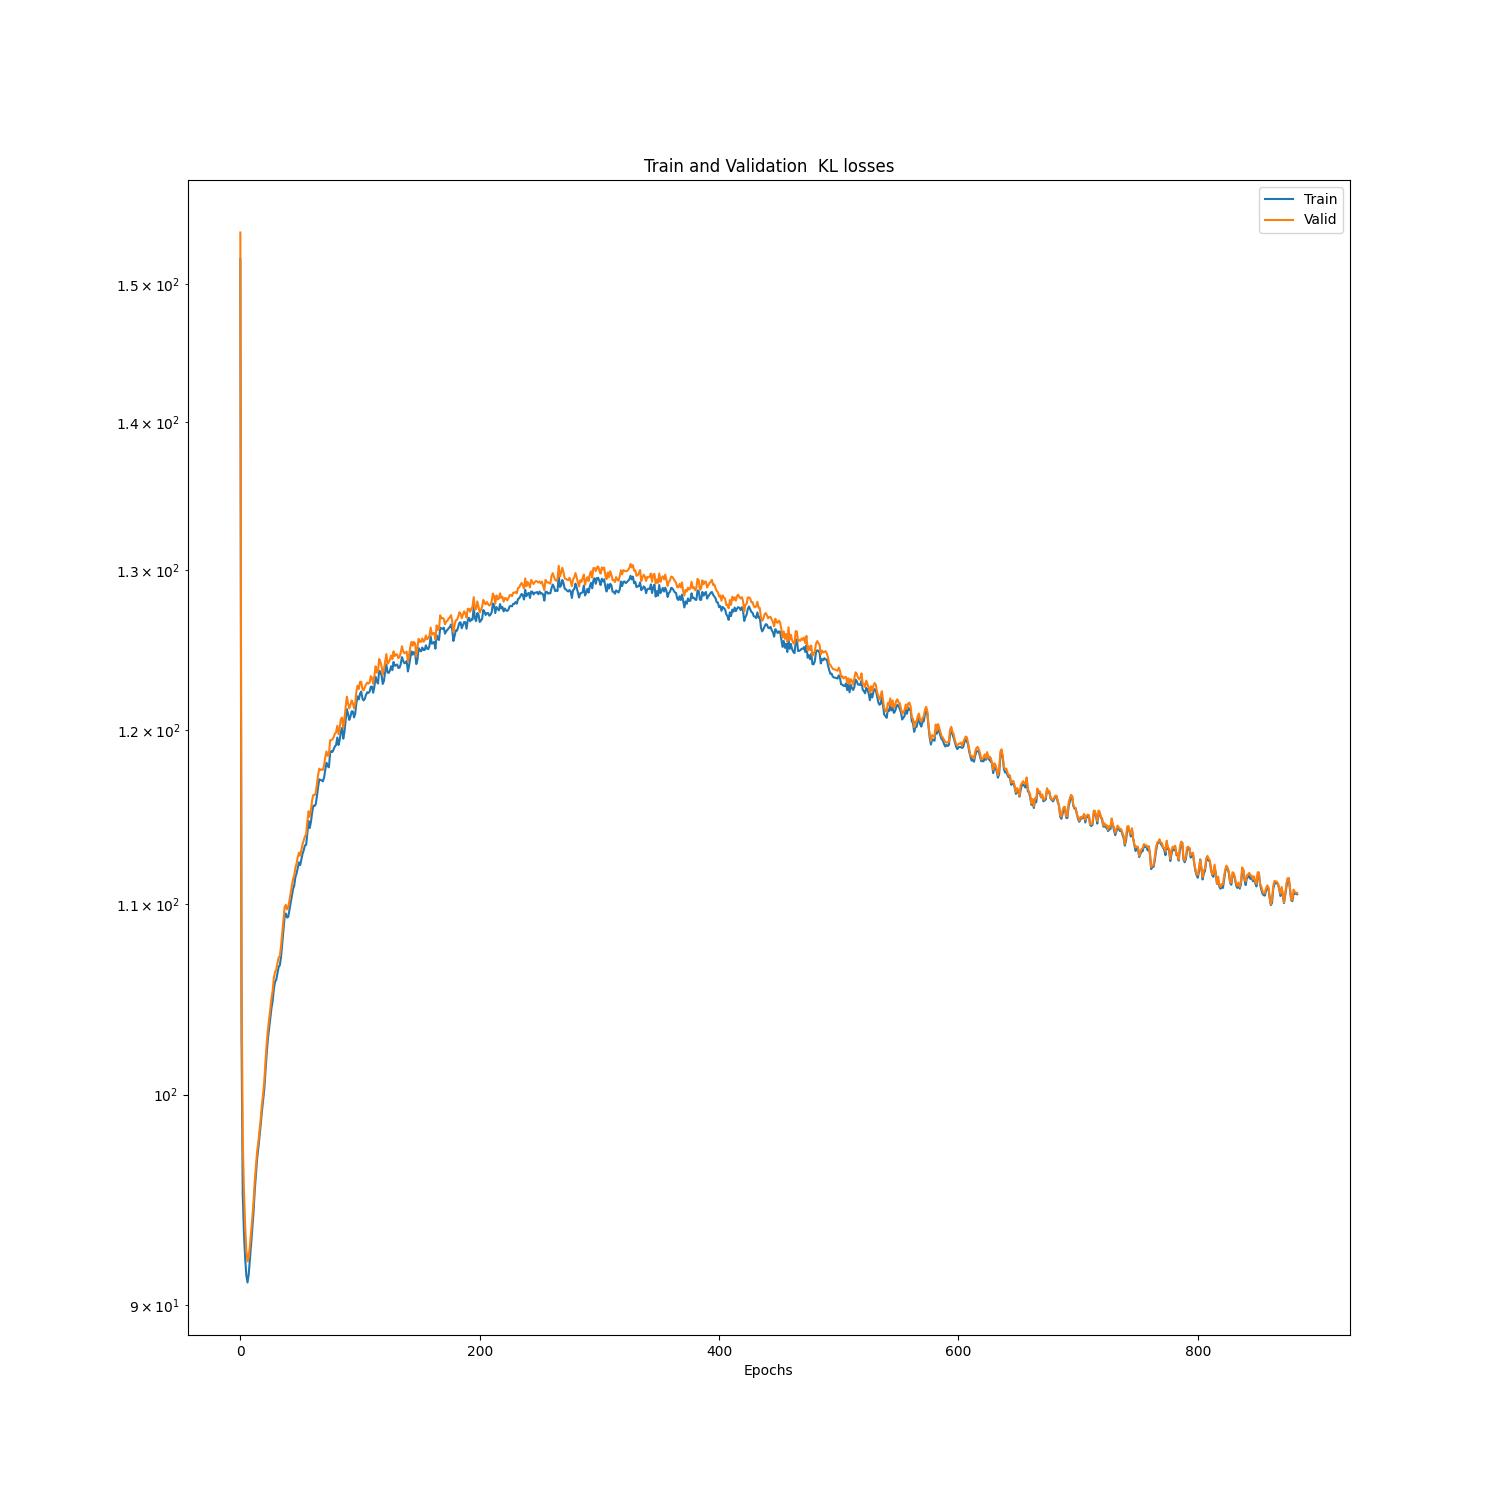 Train and Validation  KL losses
Train
Valid
1.5 × 10²
1.4 × 10²
1.3 × 10²
1.2 × 10²
1.1 × 10²
10²
9 × 10¹
0 200 400 600 800
Epochs